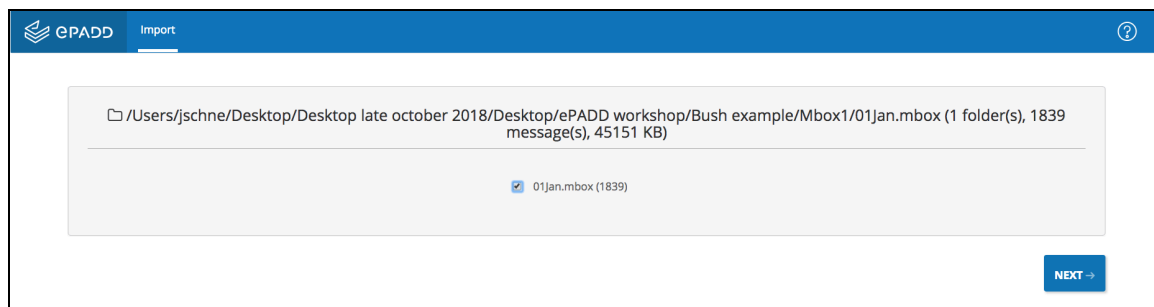 ePADD Import
/Users/jschne/Desktop/Desktop late october 2018/Desktop/ePADD workshop/Bush example/Mbox1/01Jan.mbox (1 folder(s), 1839
message(s), 45151 KB)
01Jan.mbox (1839)
NEXT →